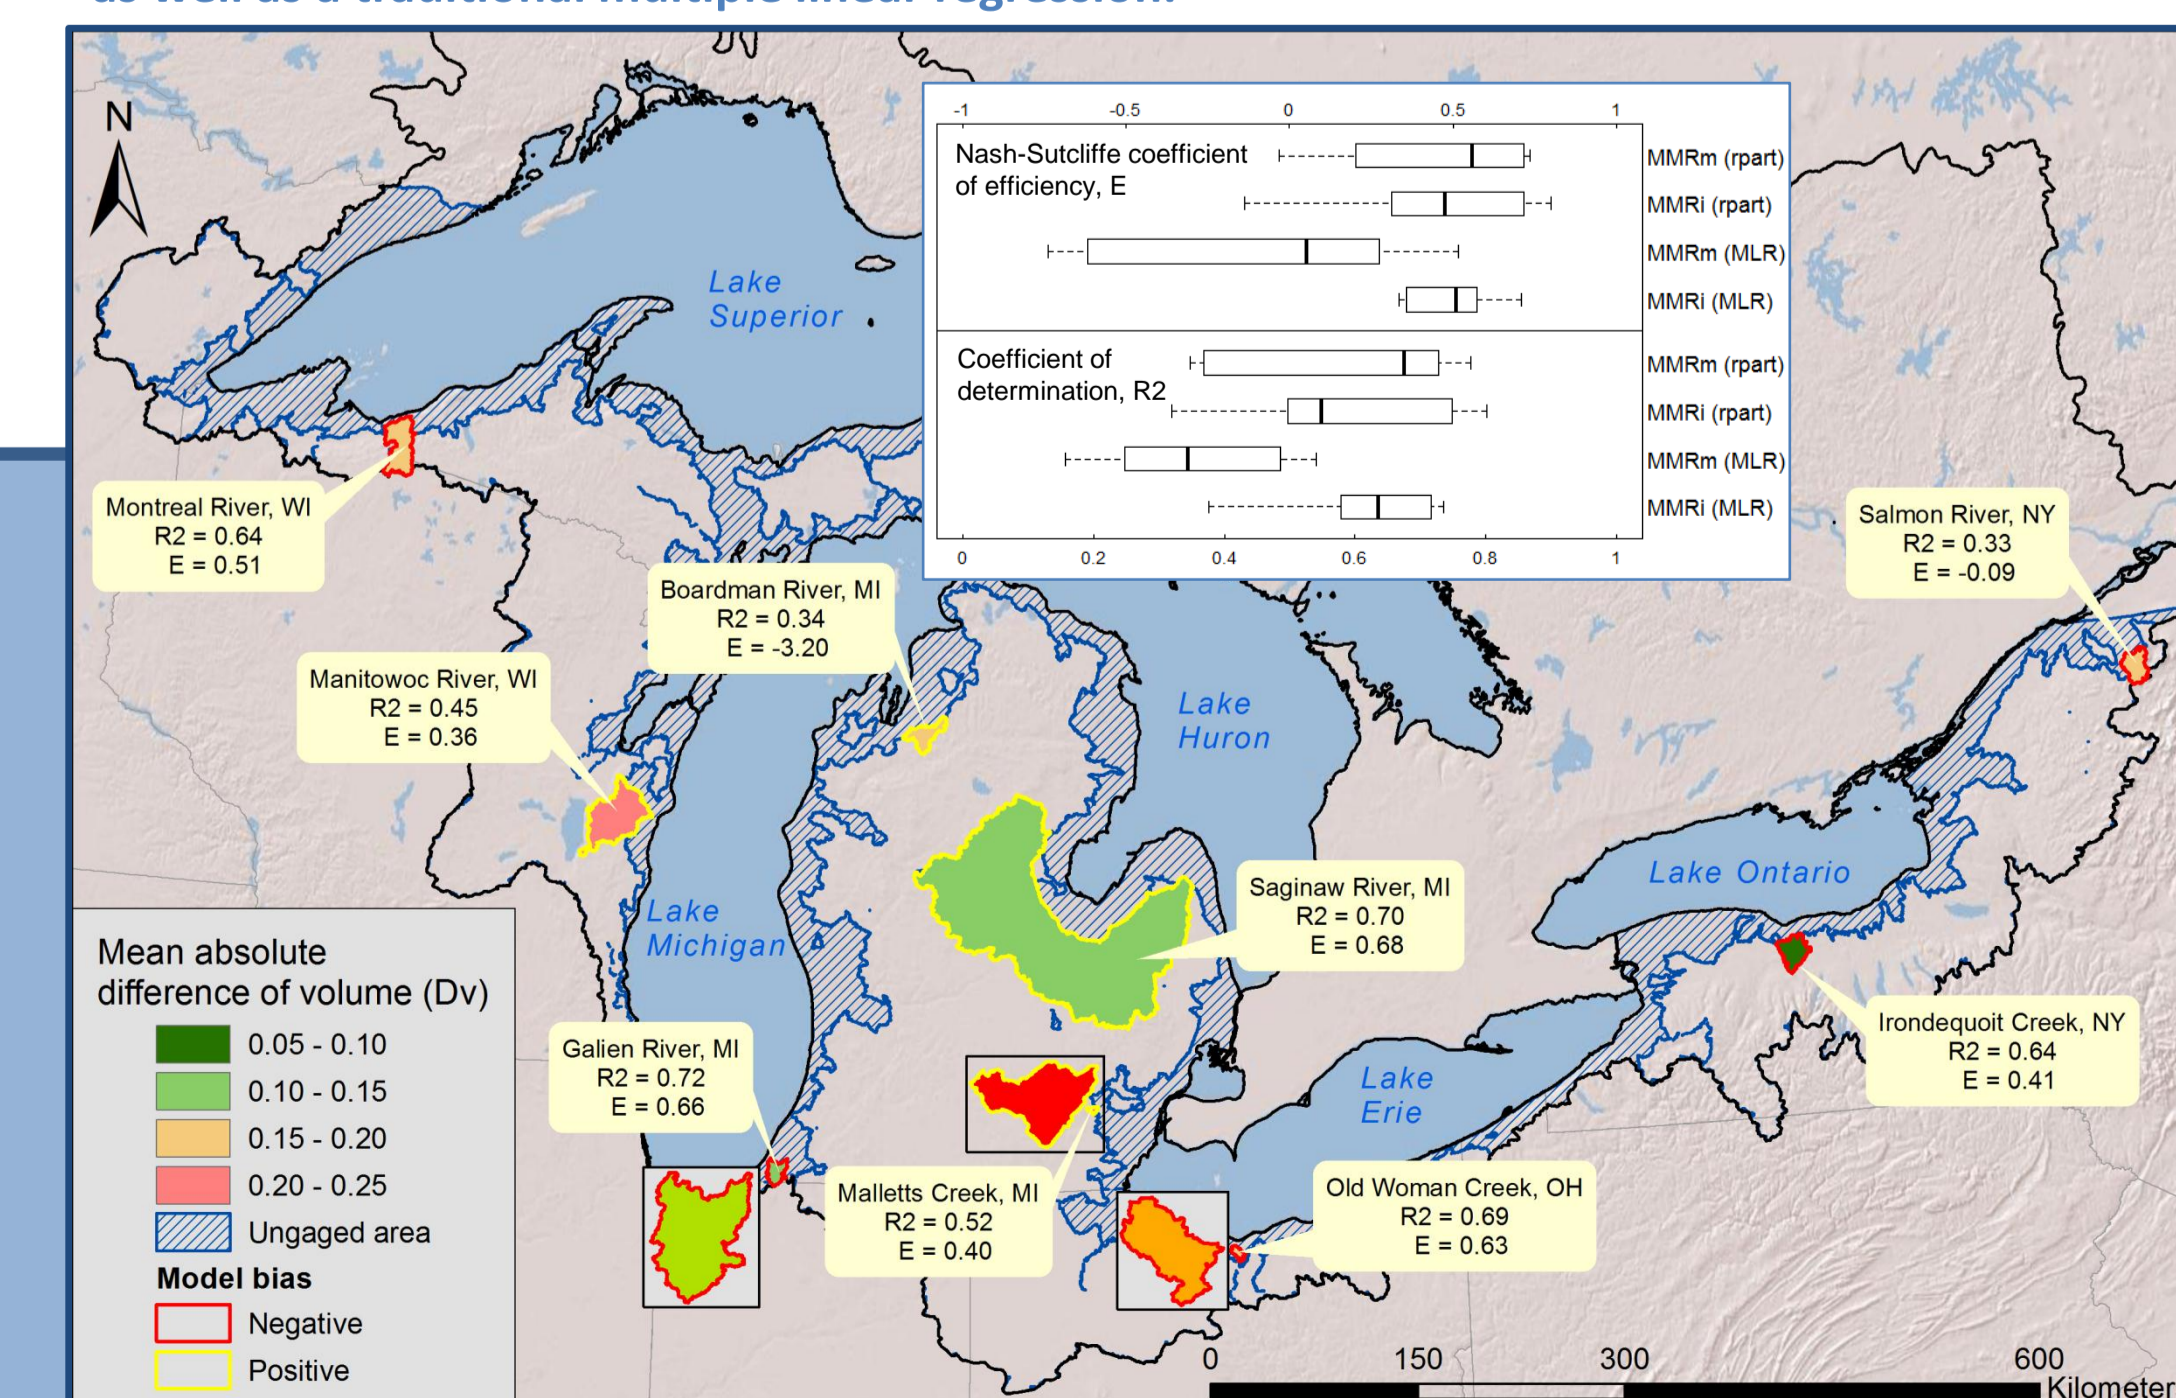 as well as a traditional multiple linear regression.
N
-1 -0.5 0 0.5 1
Nash-Sutcliffe coefficient
of efficiency, E
MMRm (rpart)
MMRi (rpart)
MMRm (MLR)
MMRi (MLR)
Coefficient of
determination, R2
MMRm (rpart)
MMRi (rpart)
MMRm (MLR)
MMRi (MLR)
0 0.2 0.4 0.6 0.8 1
Lake
Superior
Montreal River, WI
R2 = 0.64
E = 0.51
Salmon River, NY
R2 = 0.33
E = -0.09
Boardman River, MI
R2 = 0.34
E = -3.20
Manitowoc River, WI
R2 = 0.45
E = 0.36
Lake
Huron
Lake Ontario
Saginaw River, MI
R2 = 0.70
E = 0.68
Lake
Michigan
Irondequoit Creek, NY
R2 = 0.64
E = 0.41
Galien River, MI
R2 = 0.72
E = 0.66
Lake
Erie
Malletts Creek, MI
R2 = 0.52
E = 0.40
Old Woman Creek, OH
R2 = 0.69
E = 0.63
Mean absolute
difference of volume (Dv)
0.05 - 0.10
0.10 - 0.15
0.15 - 0.20
0.20 - 0.25
Ungaged area
Model bias
Negative
Positive
0 150 300 600
Kilometer